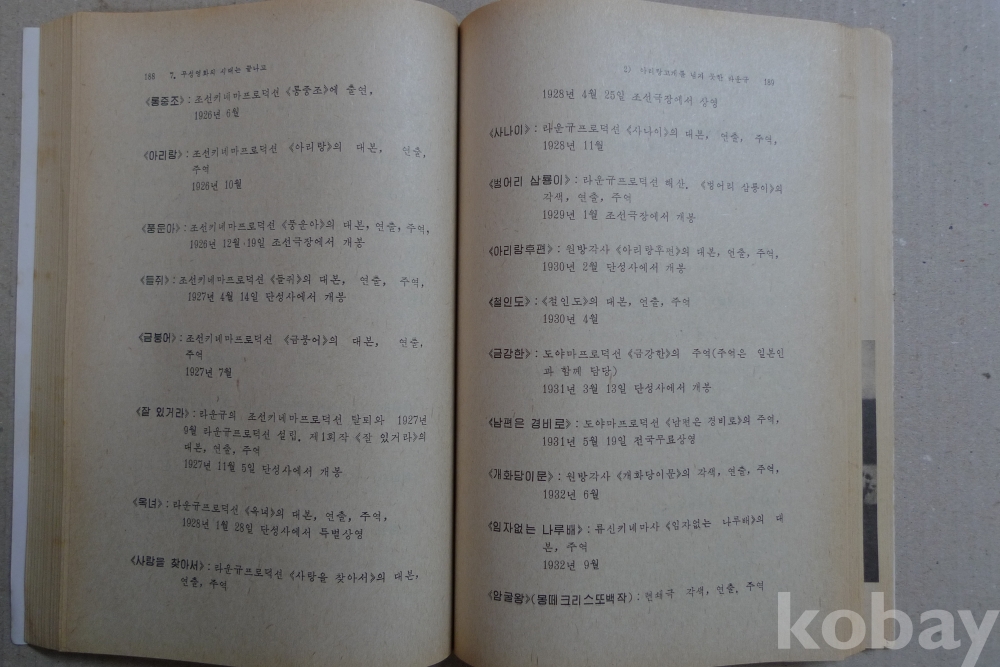 188 7. 무성영화의 시대는 끝나고
《롱중조》: 조선키네마프로덕션 《롱중조》에 출연,
1926년 6월
《아리랑》: 조선키네마프로덕션 《아리랑》의 대본, 연출,
주역
1926년 10월
《풍운아》: 조선키네마프로덕션 《풍운아》의 대본, 연출, 주역,
1926년 12월 19일 조선극장에서 개봉
《들쥐》: 조선키네마프로덕션 《들쥐》의 대본, 연출, 주역,
1927년 4월 14일 단성사에서 개봉
《금붕어》: 조선키네마프로덕션 《금붕어》의 대본, 연출,
주역
1927년 7월
《잘 있거라》: 라운규의 조선키네마프로덕션 탈퇴와 1927년
9월 라운규프로덕션 설립. 제1회작 《잘 있거라》의
대본, 연출, 주역
1927년 11월 5일 단성사에서 개봉
《옥녀》: 라운규프로덕션 《옥녀》의 대본, 연출, 주역,
1928년 1월 28일 단성사에서 특별상영
《사랑을 찾아서》: 라운규프로덕션 《사랑을 찾아서》의 대본,
연출, 주역
2) 아리랑고개를 넘지 못한 라운규 189
1928년 4월 25일 조선극장에서 상영
《사나이》: 라운규프로덕션 《사나이》의 대본, 연출, 주역,
1928년 11월
《벙어리 삼룡이》: 라운규프로덕션 해산. 《벙어리 삼룡이》의
각색, 연출, 주역
1929년 1월 조선극장에서 개봉
《아리랑후편》: 원방각사 《아리랑후편》의 대본, 연출, 주역,
1930년 2월 단성사에서 개봉
《철인도》: 《철인도》의 대본, 연출, 주역
1930년 4월
《금강한》: 도야마프로덕션 《금강한》의 주역(주역은 일본인
과 함께 담당)
1931년 3월 13일 단성사에서 개봉
《남편은 경비로》: 도야마프로덕션 《남편은 경비로》의 주역,
1931년 5월 19일 전국무료상영
《개화당이문》: 원방각사 《개화당이문》의 각색, 연출, 주역,
1932년 6월
《임자없는 나루배》: 류신키네마사 《임자없는 나루배》의 대
본, 주역
1932년 9월
《암굴왕》(몽떼크리스또백작): 련쇄극 각색, 연출, 주역
kobay